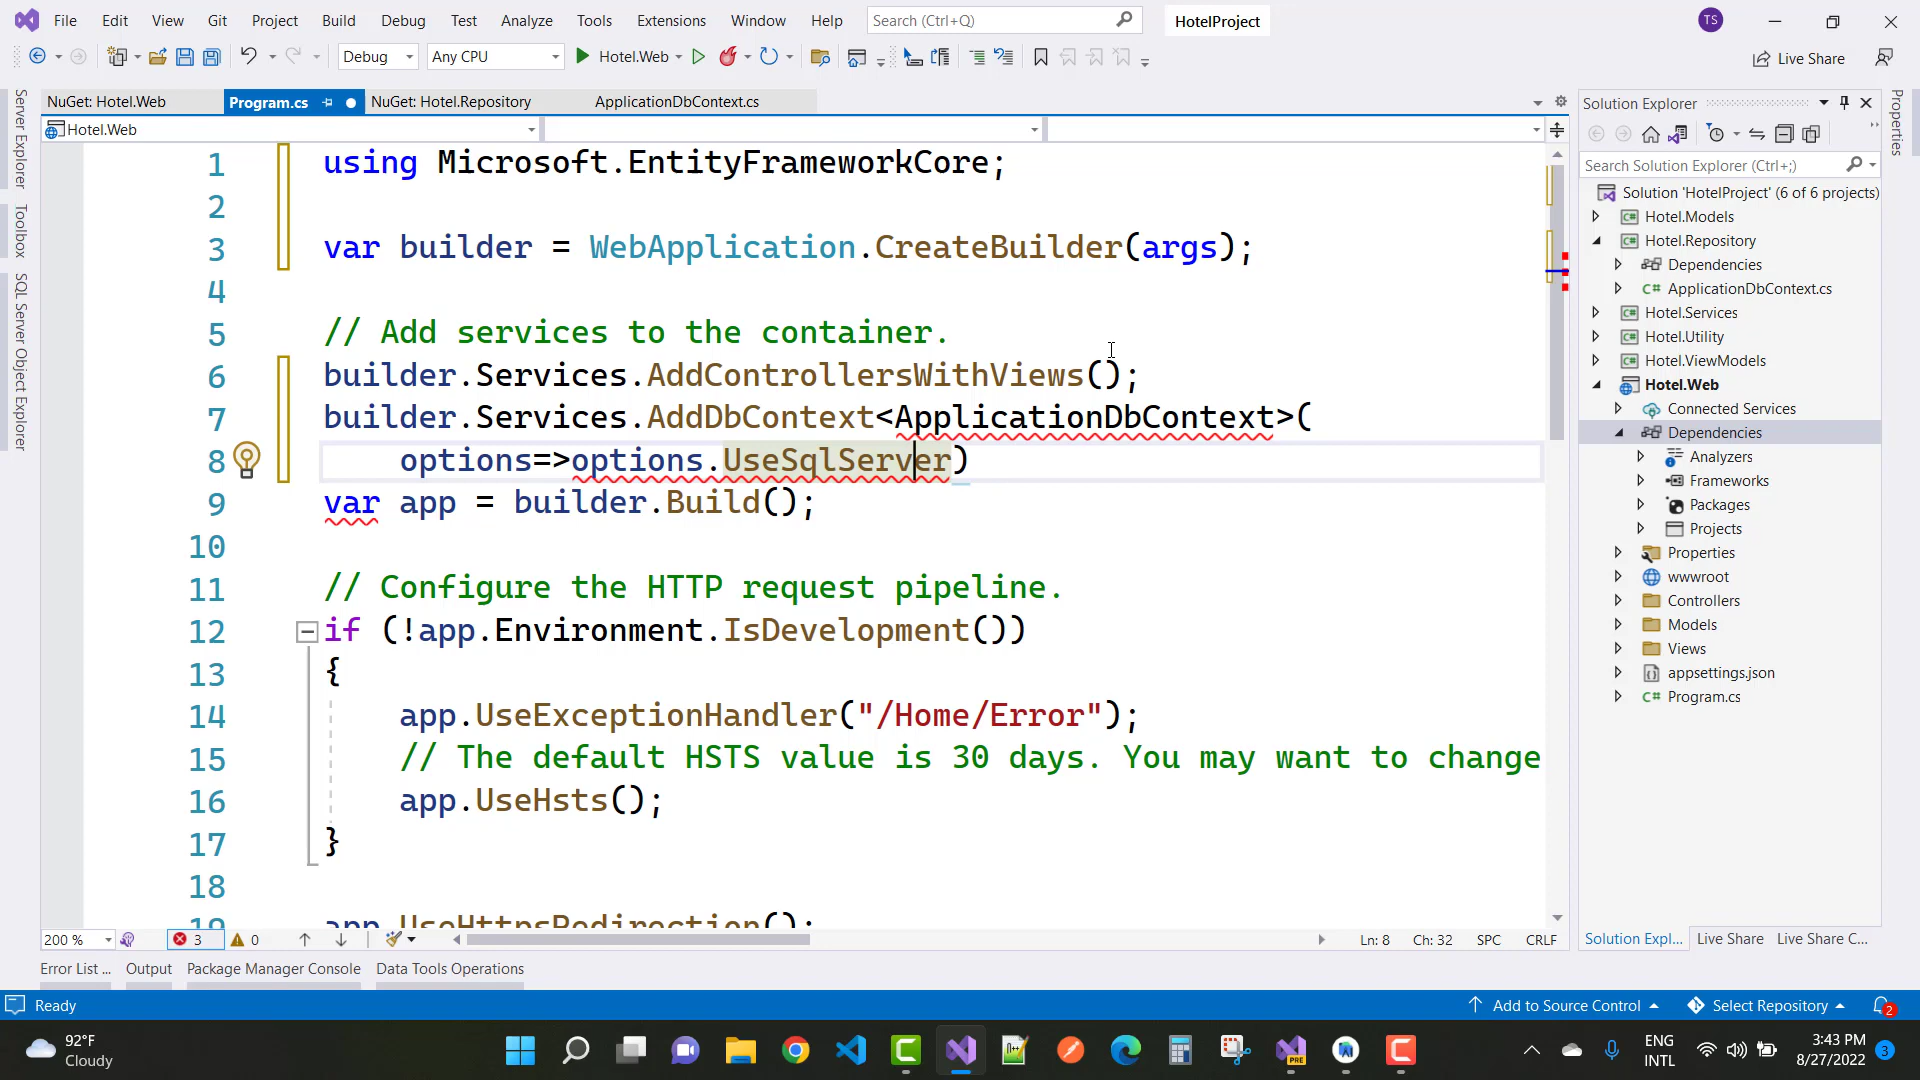 File Edit View Git Project Build Debug Test Analyze Tools Extensions Window Help Search (Ctrl+Q) HotelProject TS
Debug Any CPU Hotel.Web Live Share
Server Explorer
Toolbox
SQL Server Object Explorer
NuGet: Hotel.Web Program.cs NuGet: Hotel.Repository ApplicationDbContext.cs
Hotel.Web
1 using Microsoft.EntityFrameworkCore;
2
3 var builder = WebApplication.CreateBuilder(args);
4
5 // Add services to the container.
6 builder.Services.AddControllersWithViews();
7 builder.Services.AddDbContext<ApplicationDbContext>(
8 options=>options.UseSqlServer)
9 var app = builder.Build();
10
11 // Configure the HTTP request pipeline.
12 if (!app.Environment.IsDevelopment())
13 {
14 app.UseExceptionHandler("/Home/Error");
15 // The default HSTS value is 30 days. You may want to change
16 app.UseHsts();
17 }
18
19 app.UseHttpsRedirection();
200 % 3 0 Ln: 8 Ch: 32 SPC CRLF
Error List ... Output Package Manager Console Data Tools Operations
Solution Explorer
Search Solution Explorer (Ctrl+;)
Solution 'HotelProject' (6 of 6 projects)
Hotel.Models
Hotel.Repository
Dependencies
ApplicationDbContext.cs
Hotel.Services
Hotel.Utility
Hotel.ViewModels
Hotel.Web
Connected Services
Dependencies
Analyzers
Frameworks
Packages
Projects
Properties
wwwroot
Controllers
Models
Views
appsettings.json
Program.cs
Solution Expl... Live Share Live Share C...
Properties
Ready Add to Source Control Select Repository 2
92°F
Cloudy
PRE
ENG
INTL
3:43 PM
8/27/2022
3